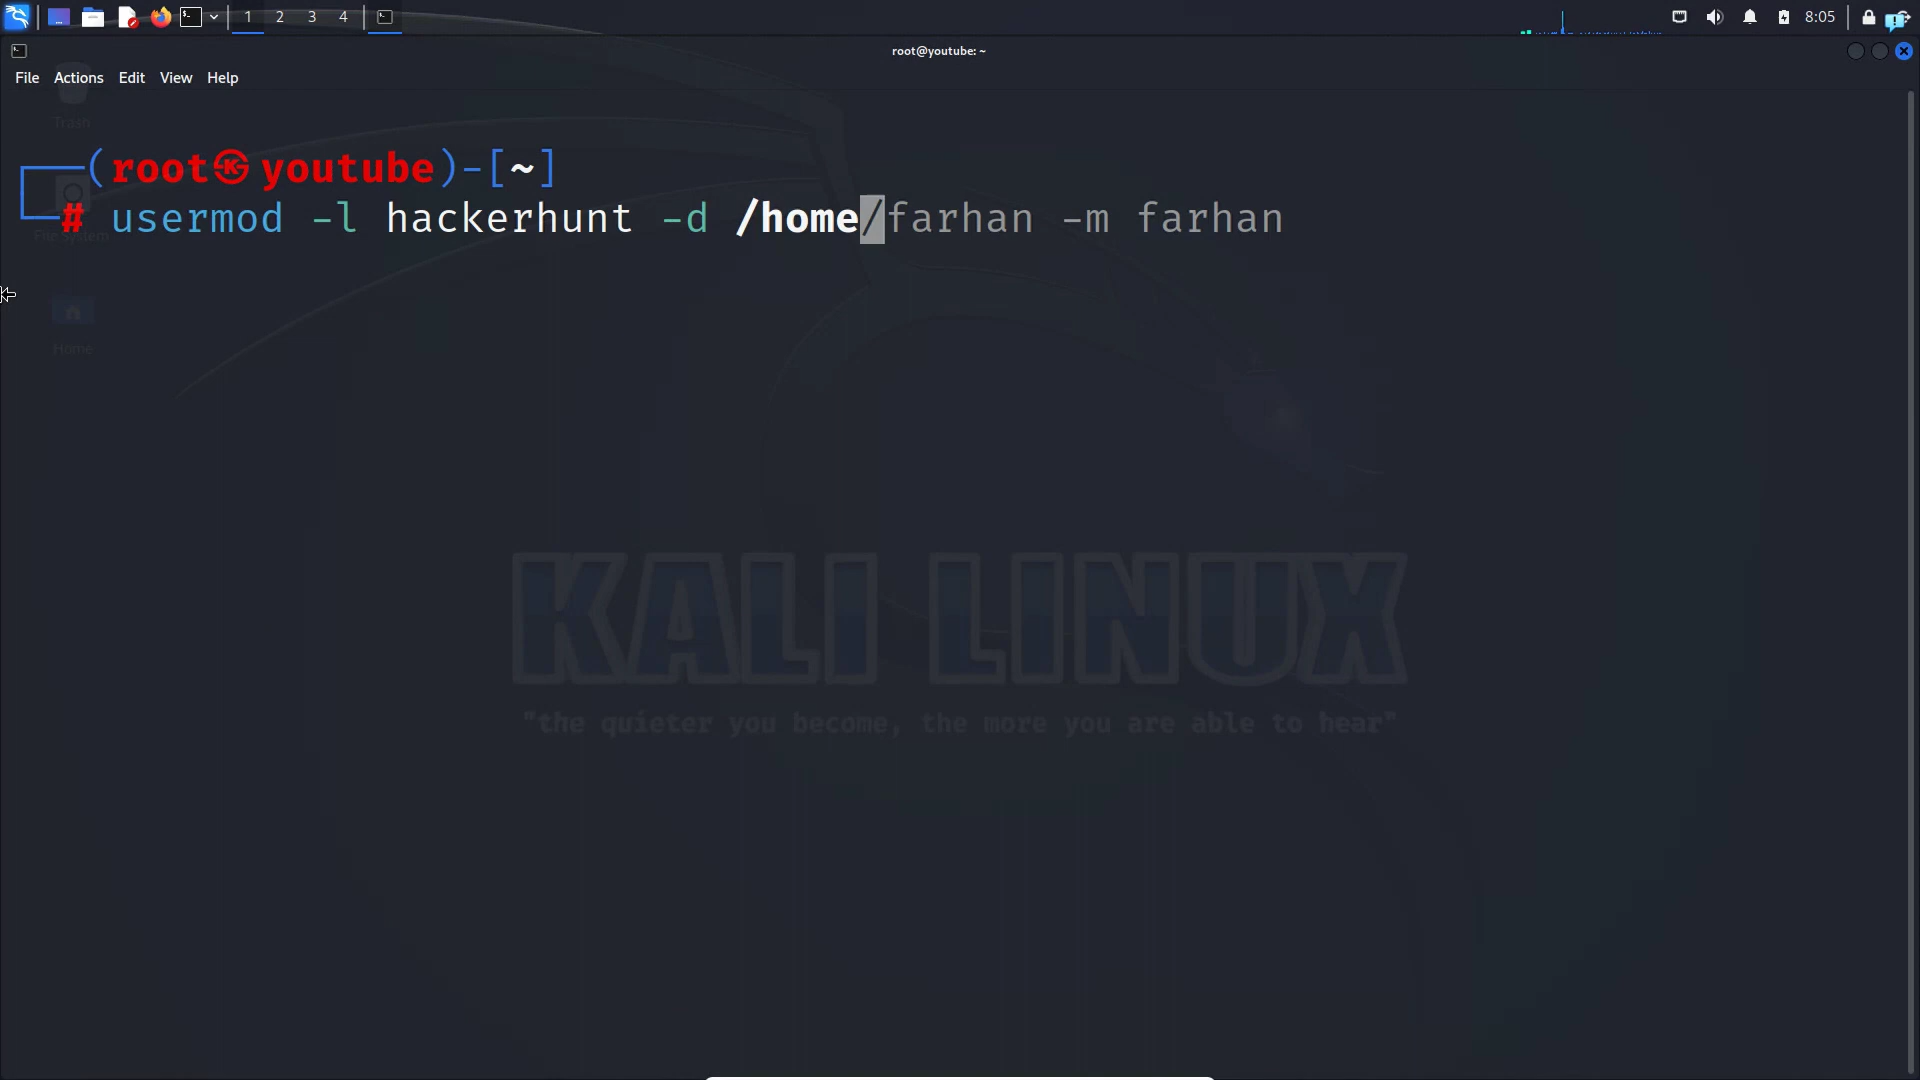 1 2 3 4 8:05
root@youtube: ~
File Actions Edit View Help
Trash
┌──(root㉿youtube)-[~]
└─# usermod -l hackerhunt -d /home/farhan -m farhan
File System
Home
KALI LINUX
"the quieter you become, the more you are able to hear"